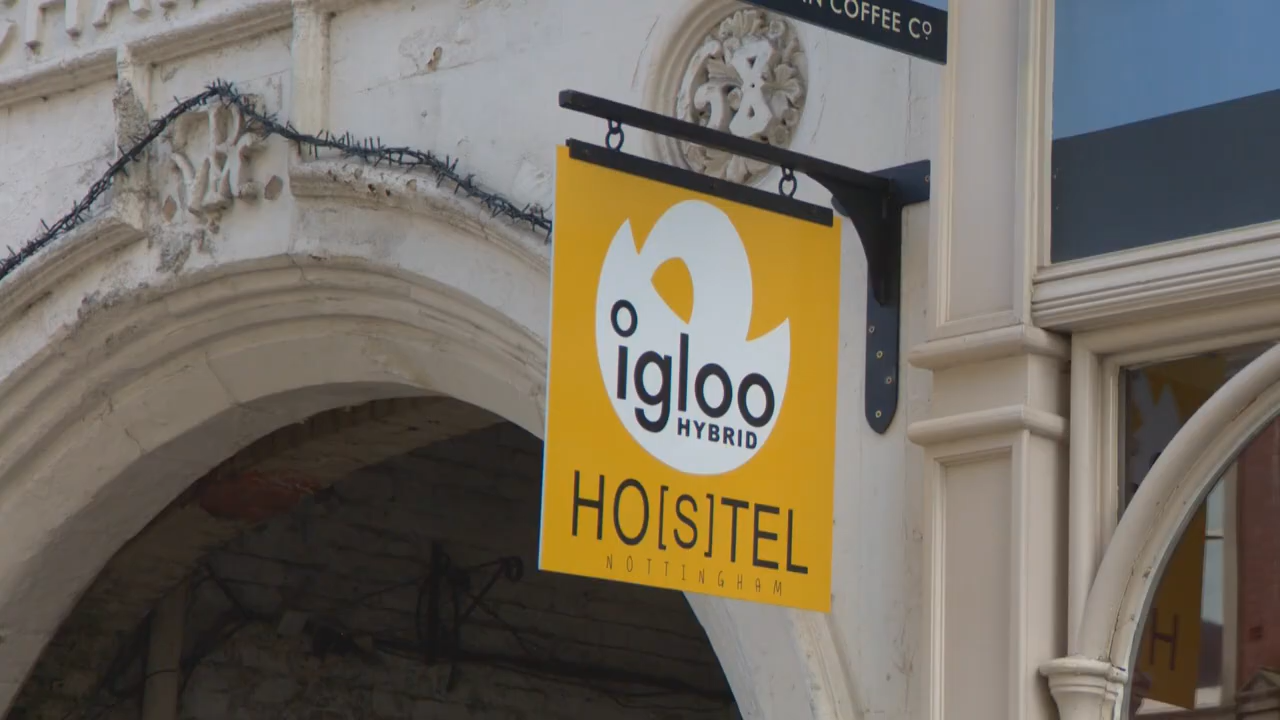 COFFEE Cº
igloo
HYBRID
HO[S]TEL
NOTTINGHAM
H